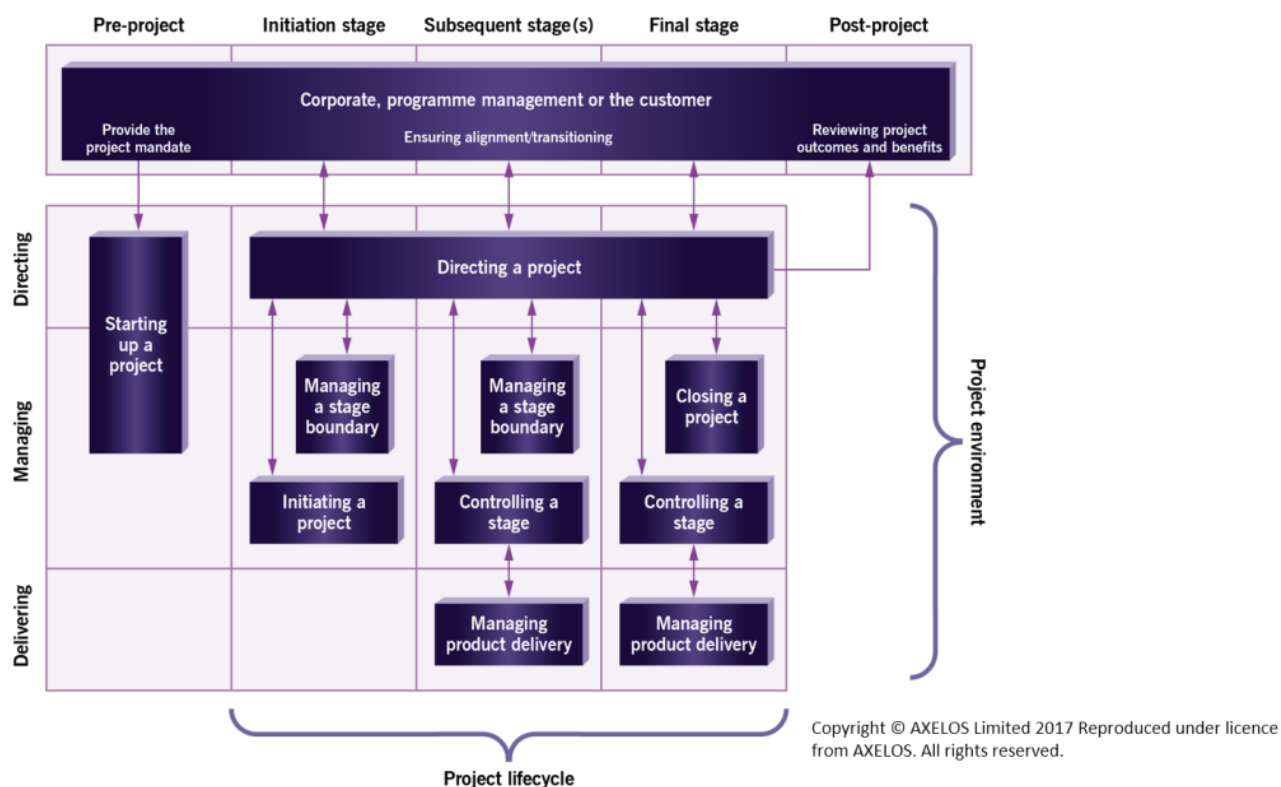 Pre-project
Initiation stage
Subsequent stage(s)
Final stage
Post-project
Corporate, programme management or the customer
Provide the
project mandate
Ensuring alignment/transitioning
Reviewing project
outcomes and benefits
Directing
Directing a project
Starting
up a
project
Managing
Managing
a stage
boundary
Managing
a stage
boundary
Closing a
project
Initiating a
project
Controlling a
stage
Controlling a
stage
Delivering
Managing
product delivery
Managing
product delivery
Project environment
Project lifecycle
Copyright © AXELOS Limited 2017 Reproduced under licence
from AXELOS. All rights reserved.